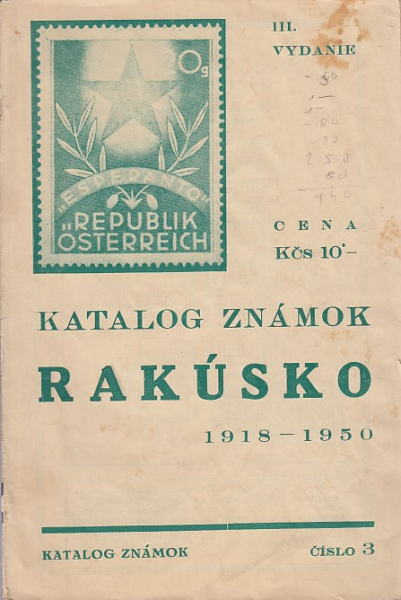 20g
"ESPERANTO"
"REPUBLIK
ÖSTERREICH
III.
VYDANIE
CENA
Kčs 10·–
KATALOG ZNÁMOK
RAKÚSKO
1918–1950
KATALOG ZNÁMOK
ČÍSLO 3